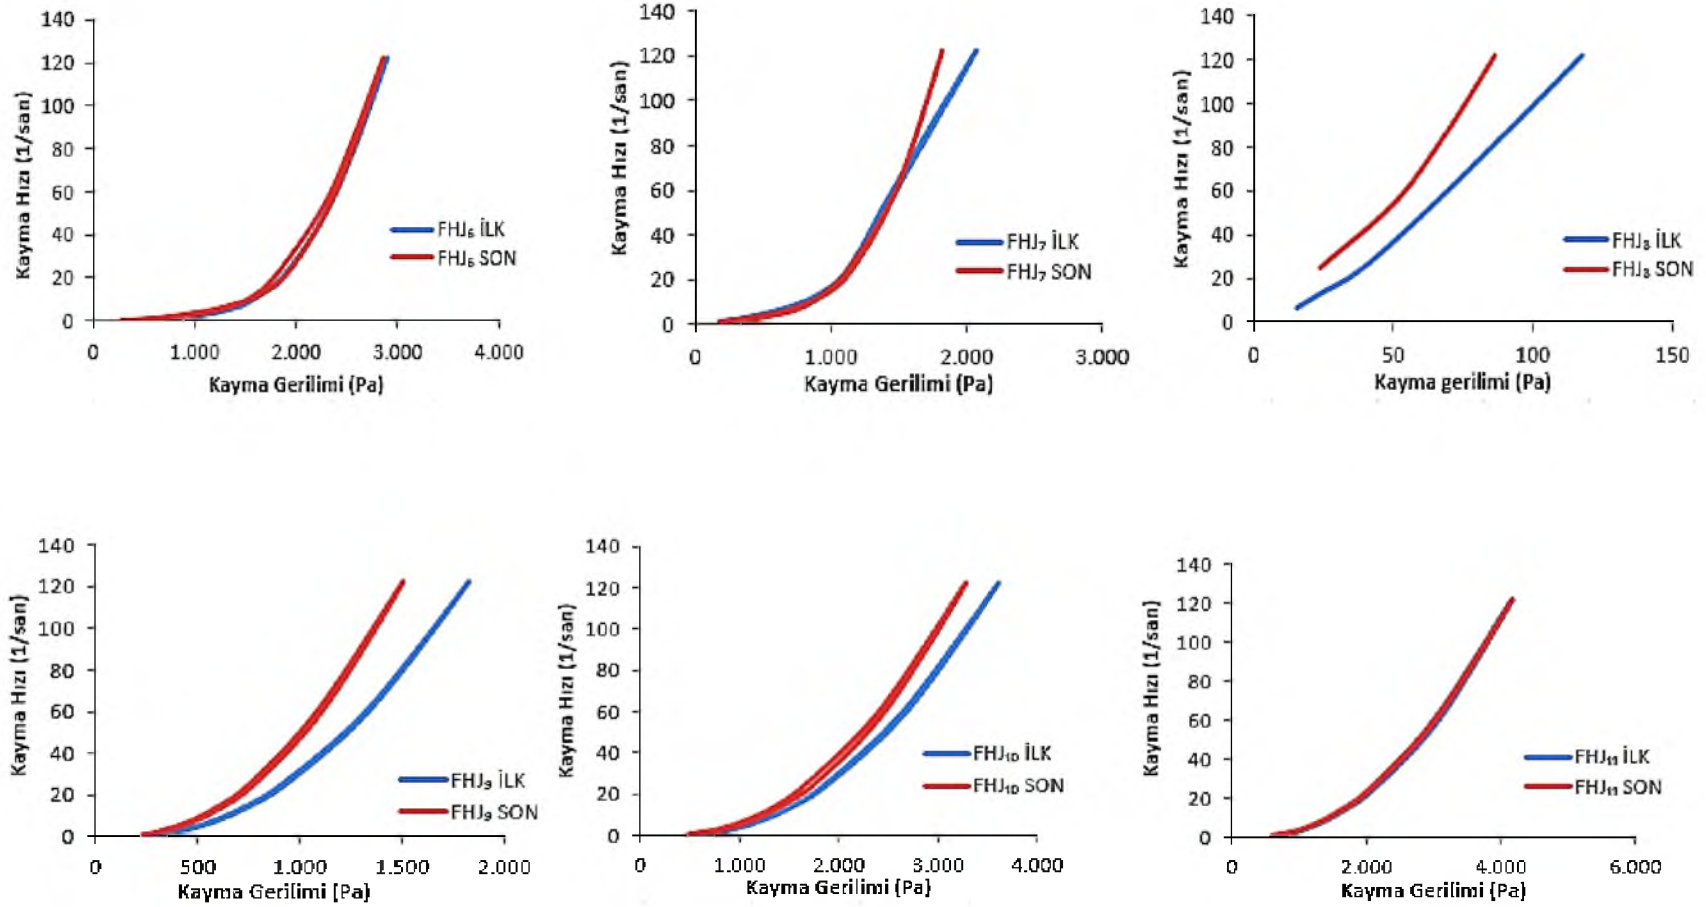 140
120
100
80
60
40
20
0
0 1.000 2.000 3.000 4.000
Kayma Hızı (1/san)
Kayma Gerilimi (Pa)
FHJ₆ İLK
FHJ₆ SON
140
120
100
80
60
40
20
0
0 1.000 2.000 3.000
Kayma Hızı (1/san)
Kayma Gerilimi (Pa)
FHJ₇ İLK
FHJ₇ SON
140
120
100
80
60
40
20
0
0 50 100 150
Kayma Hızı (1/san)
Kayma gerilimi (Pa)
FHJ₈ İLK
FHJ₈ SON
140
120
100
80
60
40
20
0
0 500 1.000 1.500 2.000
Kayma Hızı (1/san)
Kayma Gerilimi (Pa)
FHJ₉ İLK
FHJ₉ SON
140
120
100
80
60
40
20
0
0 1.000 2.000 3.000 4.000
Kayma Hızı (1/san)
Kayma Gerilimi (Pa)
FHJ₁₀ İLK
FHJ₁₀ SON
140
120
100
80
60
40
20
0
0 2.000 4.000 6.000
Kayma Hızı (1/san)
Kayma Gerilimi (Pa)
FHJ₁₁ İLK
FHJ₁₁ SON